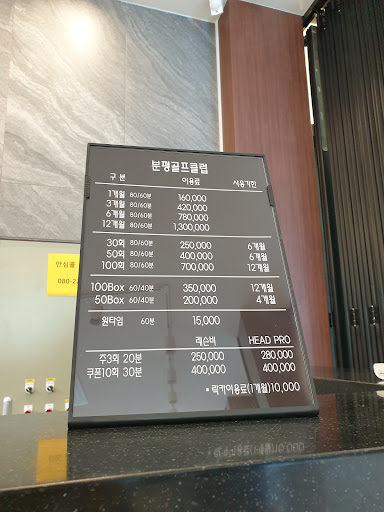 분평골프클럽
구 분 이용료 사용기한
1개월 80/60분 160,000
3개월 80/60분 420,000
6개월 80/60분 780,000
12개월 80/60분 1,300,000
30회 80/60분 250,000 6개월
50회 80/60분 400,000 6개월
100회 80/60분 700,000 12개월
100Box 60/40분 350,000 12개월
50Box 60/40분 200,000 4개월
원타임 60분 15,000
레슨비 HEAD PRO
주3회 20분 250,000 280,000
쿠폰10회 30분 400,000 400,000
• 락카이용료(1개월)10,000
안심콜
080-2